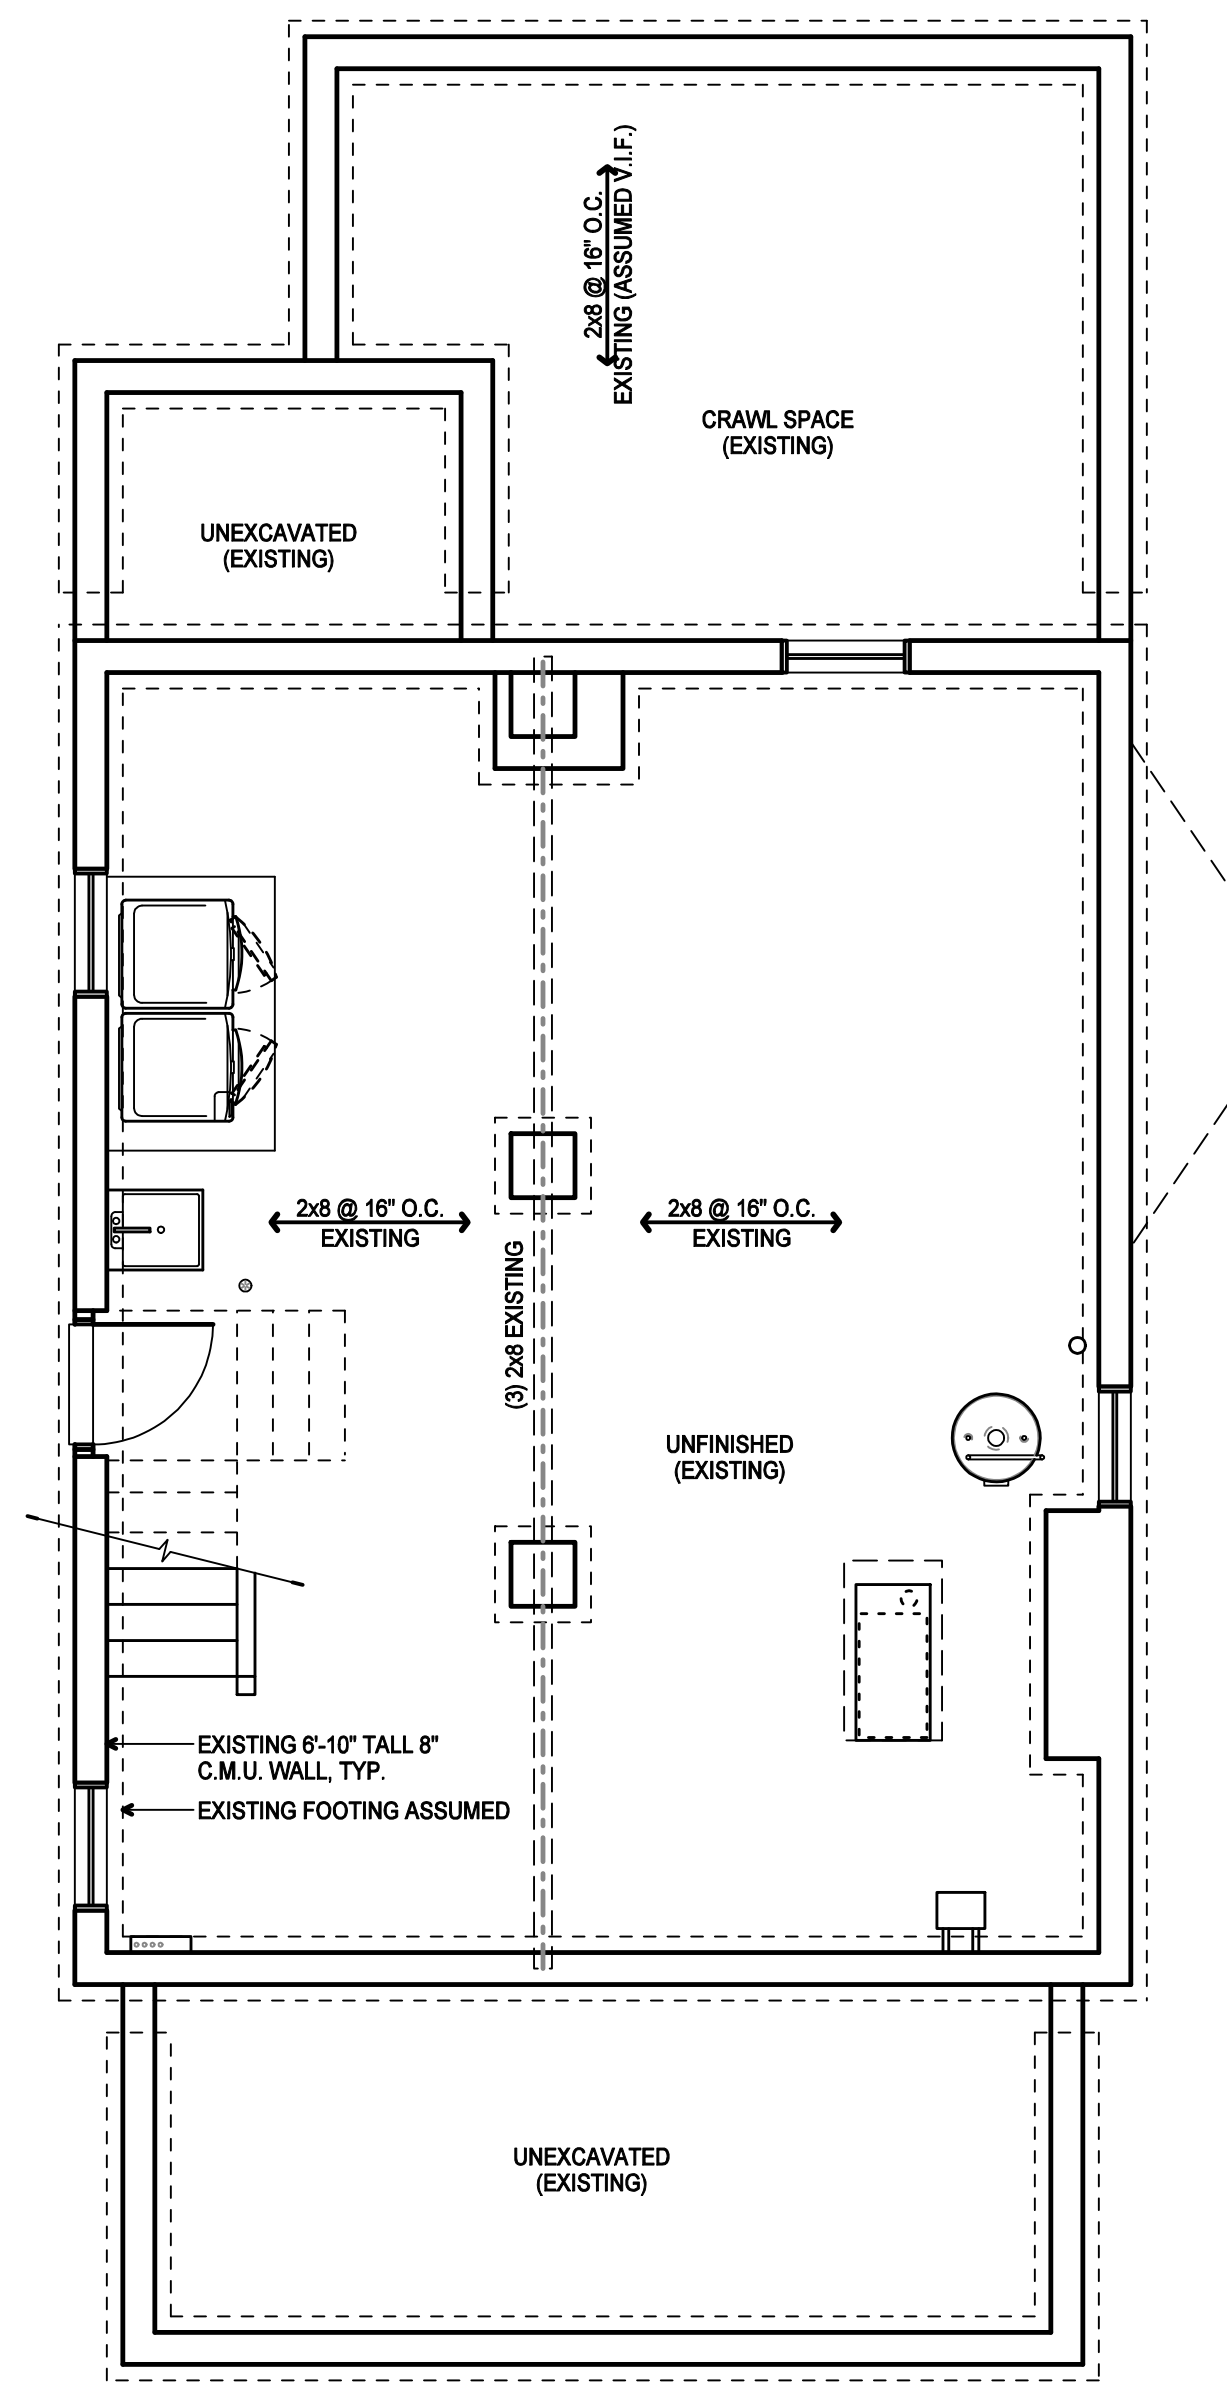 2x8 @ 16" O.C.
EXISTING (ASSUMED V.I.F.)
CRAWL SPACE
(EXISTING)
UNEXCAVATED
(EXISTING)
2x8 @ 16" O.C.
EXISTING
2x8 @ 16" O.C.
EXISTING
(3) 2x8 EXISTING
UNFINISHED
(EXISTING)
EXISTING 6'-10" TALL 8"
C.M.U. WALL, TYP.
EXISTING FOOTING ASSUMED
UNEXCAVATED
(EXISTING)